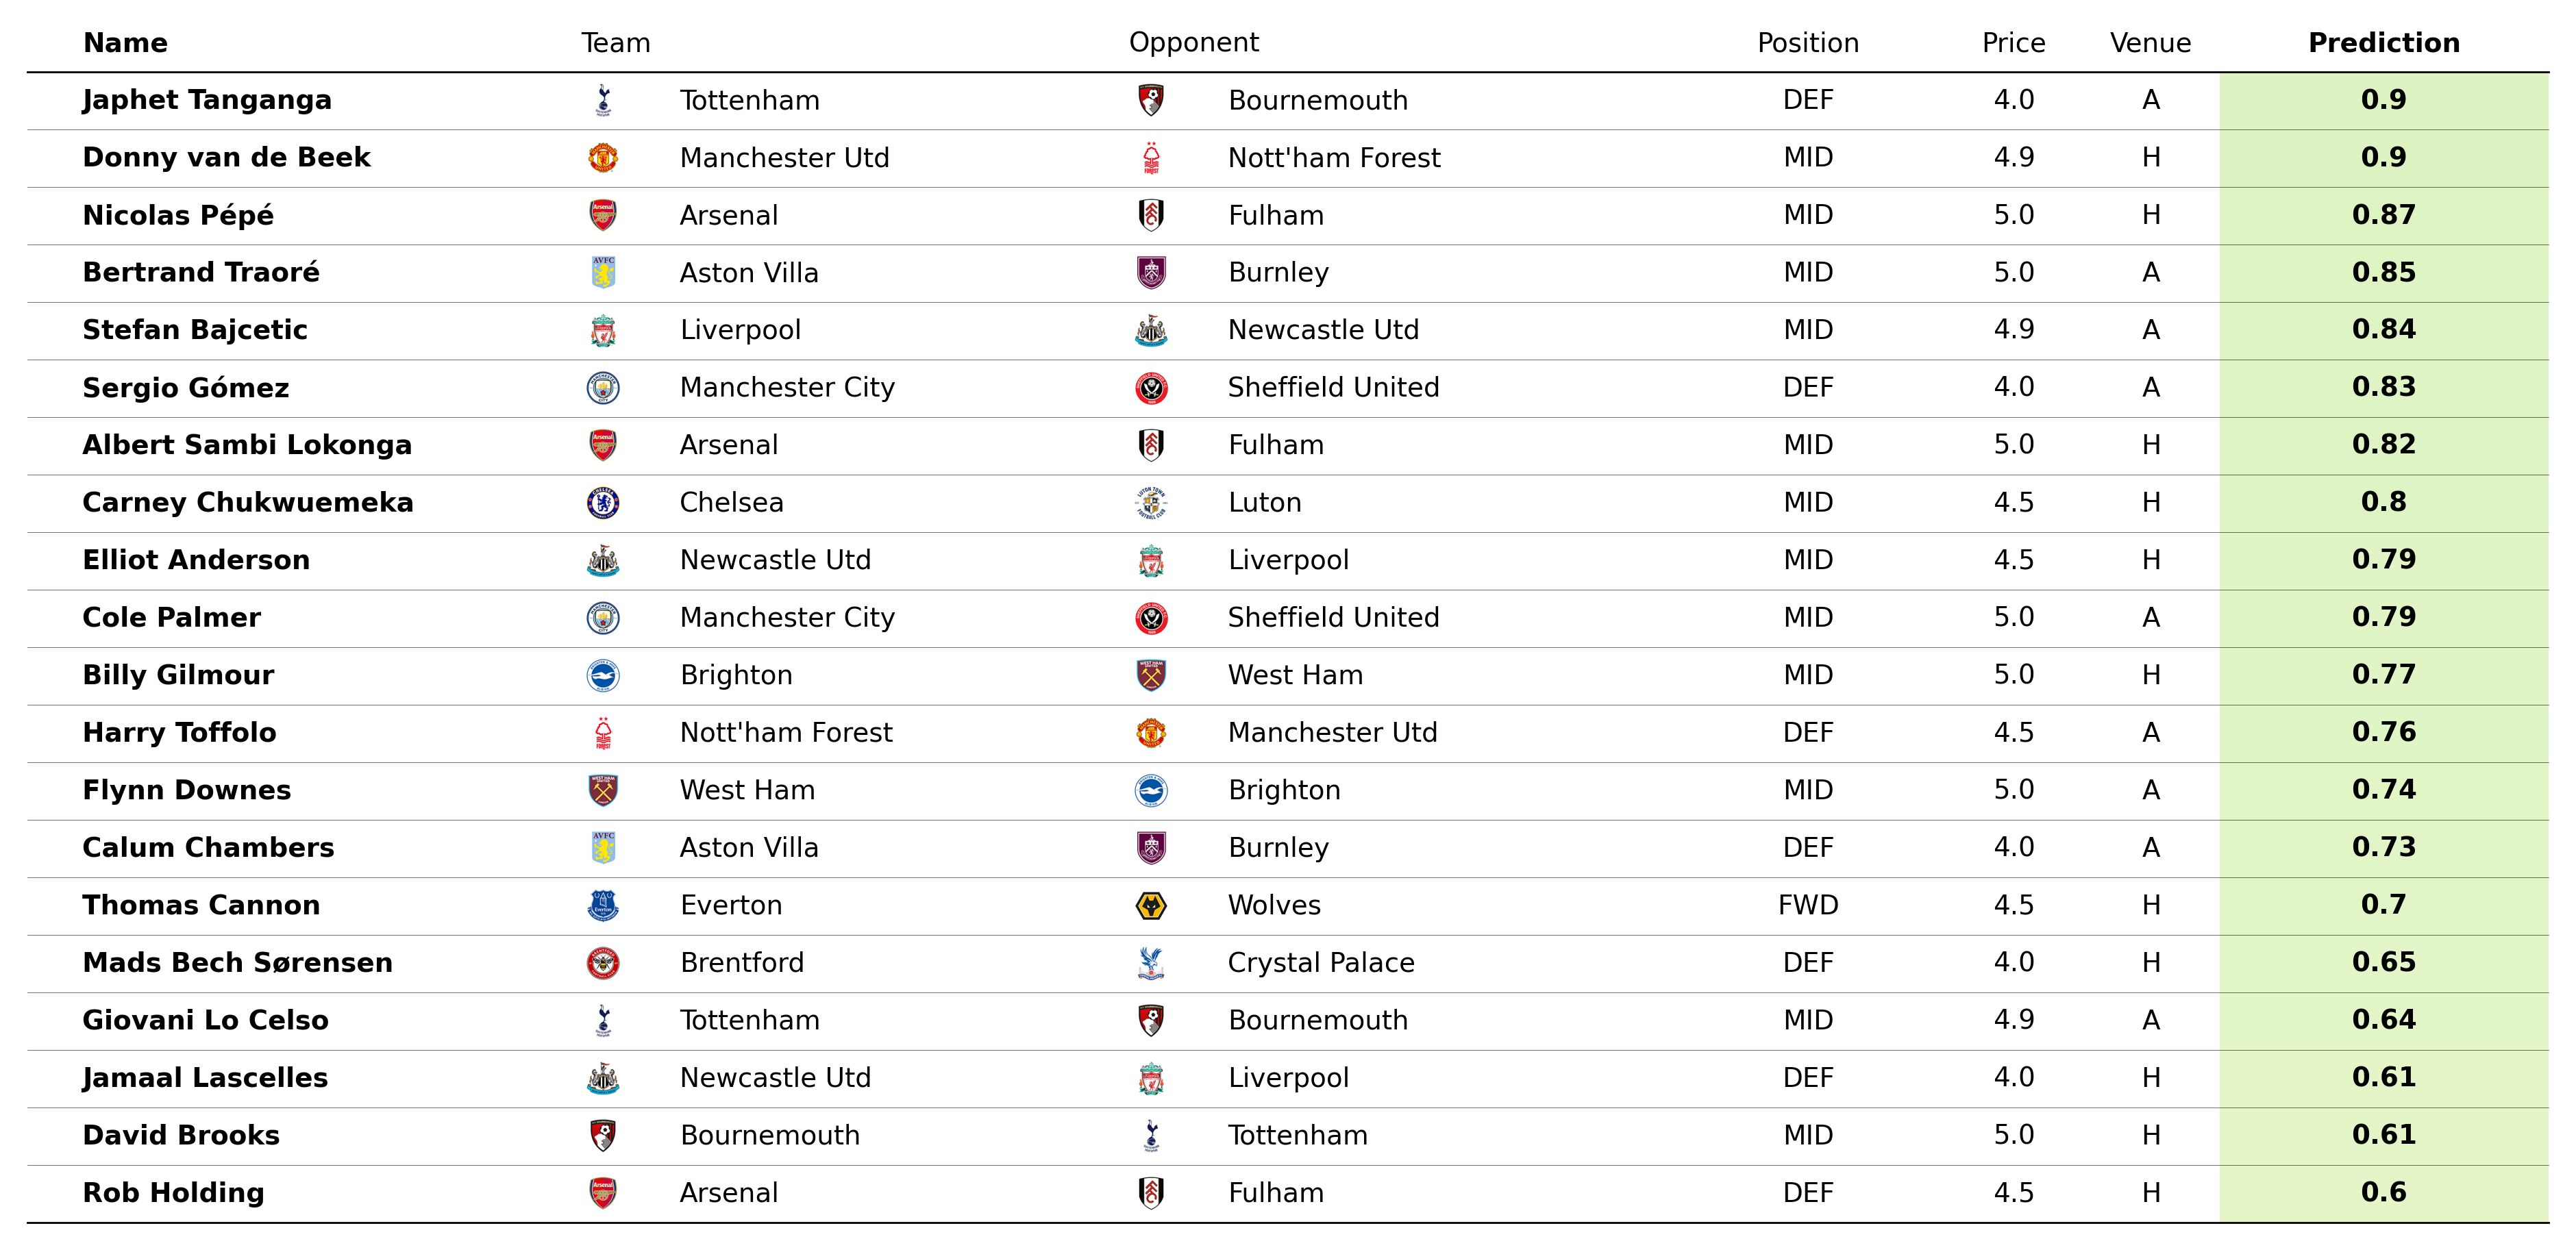 Name Team Opponent Position Price Venue Prediction
Japhet Tanganga Tottenham Bournemouth DEF 4.0 A 0.9
Donny van de Beek Manchester Utd Nott'ham Forest MID 4.9 H 0.9
Nicolas Pépé Arsenal Fulham MID 5.0 H 0.87
Bertrand Traoré Aston Villa Burnley MID 5.0 A 0.85
Stefan Bajcetic Liverpool Newcastle Utd MID 4.9 A 0.84
Sergio Gómez Manchester City Sheffield United DEF 4.0 A 0.83
Albert Sambi Lokonga Arsenal Fulham MID 5.0 H 0.82
Carney Chukwuemeka Chelsea Luton MID 4.5 H 0.8
Elliot Anderson Newcastle Utd Liverpool MID 4.5 H 0.79
Cole Palmer Manchester City Sheffield United MID 5.0 A 0.79
Billy Gilmour Brighton West Ham MID 5.0 H 0.77
Harry Toffolo Nott'ham Forest Manchester Utd DEF 4.5 A 0.76
Flynn Downes West Ham Brighton MID 5.0 A 0.74
Calum Chambers Aston Villa Burnley DEF 4.0 A 0.73
Thomas Cannon Everton Wolves FWD 4.5 H 0.7
Mads Bech Sørensen Brentford Crystal Palace DEF 4.0 H 0.65
Giovani Lo Celso Tottenham Bournemouth MID 4.9 A 0.64
Jamaal Lascelles Newcastle Utd Liverpool DEF 4.0 H 0.61
David Brooks Bournemouth Tottenham MID 5.0 H 0.61
Rob Holding Arsenal Fulham DEF 4.5 H 0.6